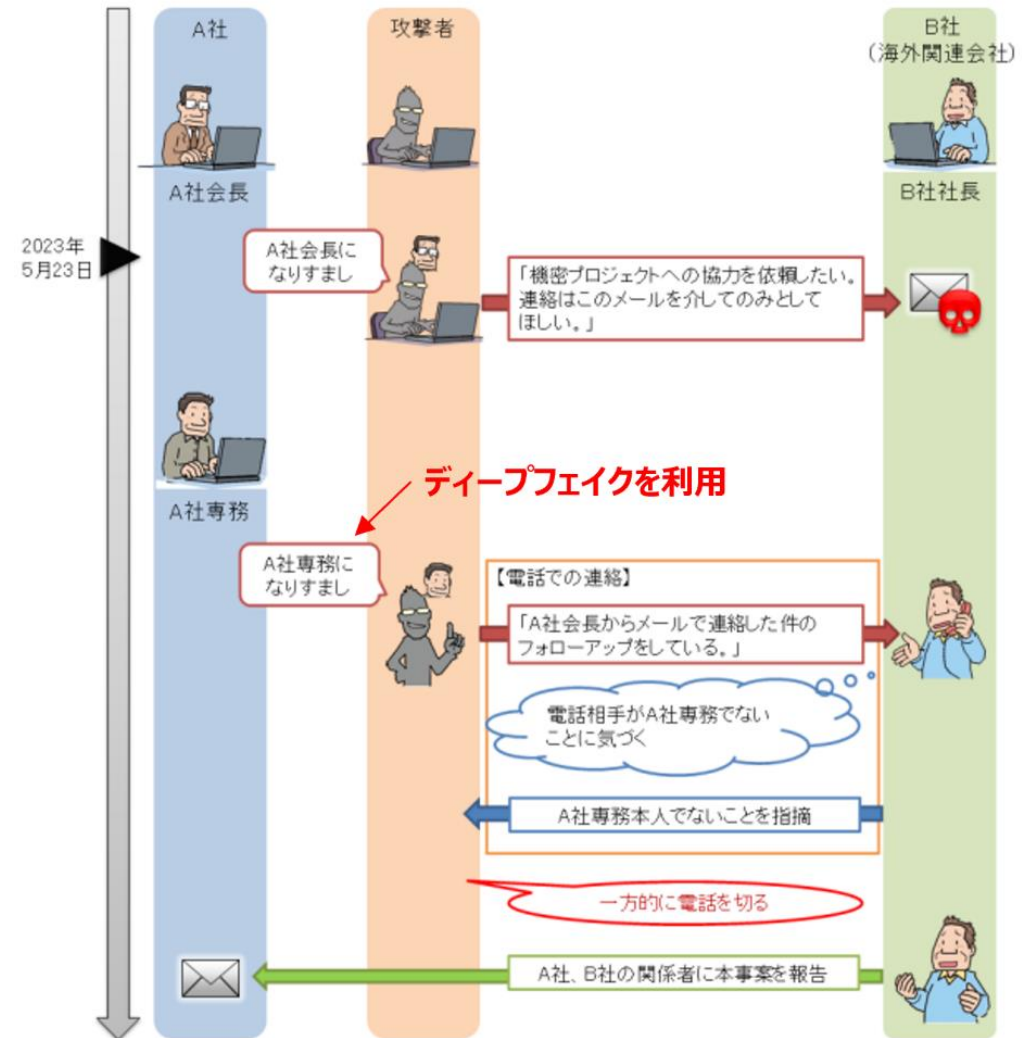 A社
攻撃者
B社
(海外関連会社)
A社会長
B社社長
2023年
5月23日
A社会長に
なりすまし
「機密プロジェクトへの協力を依頼したい。
連絡はこのメールを介してのみとして
ほしい。」
ディープフェイクを利用
A社専務
A社専務に
なりすまし
【電話での連絡】
「A社会長からメールで連絡した件の
フォローアップをしている。」
電話相手がA社専務でない
ことに気づく
A社専務本人でないことを指摘
一方的に電話を切る
A社、B社の関係者に本事案を報告